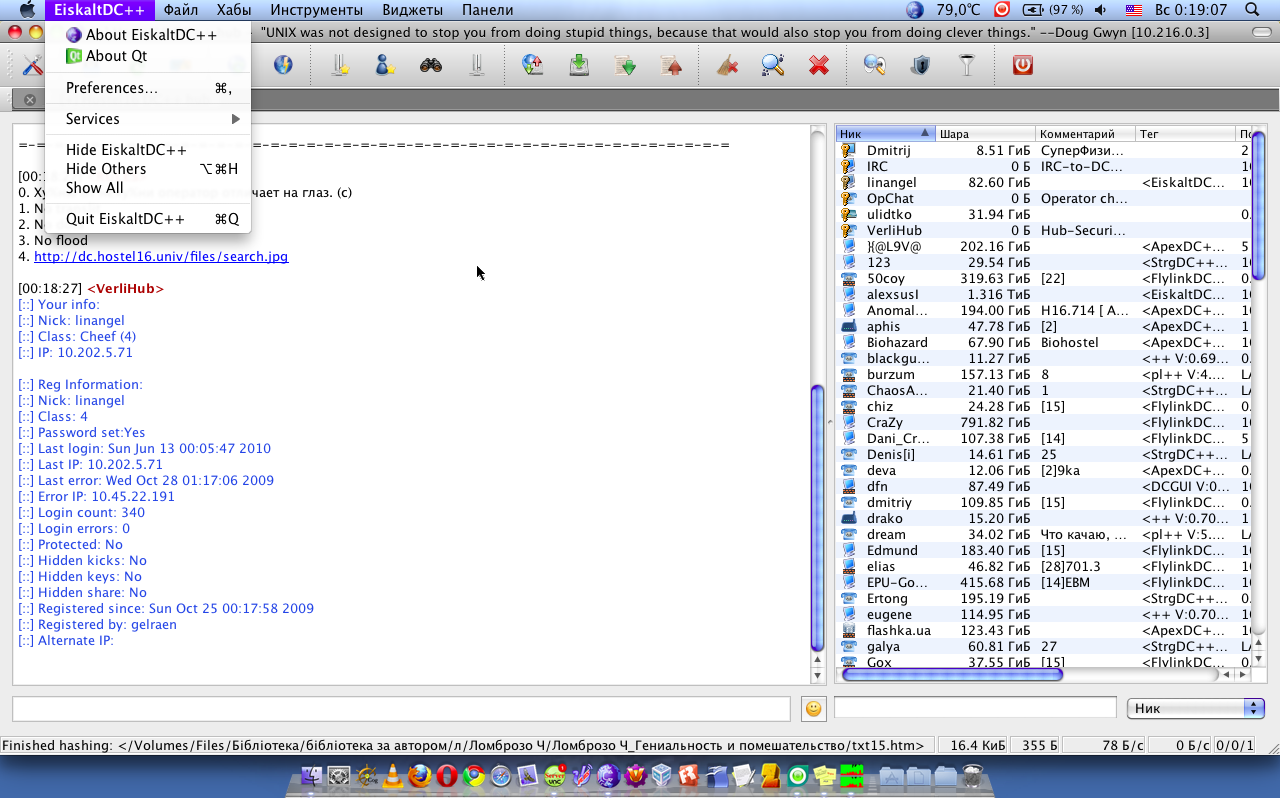 EiskaltDC++ Файл Хабы Инструменты Виджеты Панели 79,0°C (97 %) Вс 0:19:07
"UNIX was not designed to stop you from doing stupid things, because that would also stop you from doing clever things." --Doug Gwyn [10.216.0.3]
About EiskaltDC++
About Qt
Preferences… ⌘,
Services
Hide EiskaltDC++
Hide Others ⌥⌘H
Show All
Quit EiskaltDC++ ⌘Q
[00:1
0. Ху
чает на глаз. (с)
1. N
2. N
3. No flood
4. http://dc.hostel16.univ/files/search.jpg
[00:18:27] <VerliHub>
[::] Your info:
[::] Nick: linangel
[::] Class: Cheef (4)
[::] IP: 10.202.5.71
[::] Reg Information:
[::] Nick: linangel
[::] Class: 4
[::] Password set:Yes
[::] Last login: Sun Jun 13 00:05:47 2010
[::] Last IP: 10.202.5.71
[::] Last error: Wed Oct 28 01:17:06 2009
[::] Error IP: 10.45.22.191
[::] Login count: 340
[::] Login errors: 0
[::] Protected: No
[::] Hidden kicks: No
[::] Hidden keys: No
[::] Hidden share: No
[::] Registered since: Sun Oct 25 00:17:58 2009
[::] Registered by: gelraen
[::] Alternate IP:
Ник Шара Комментарий Тег По
Dmitrij 8.51 ГиБ СуперФизи… 2
IRC 0 Б IRC-to-DC… 10
linangel 82.60 ГиБ <EiskaltDC… 10
OpChat 0 Б Operator ch…
ulidtko 31.94 ГиБ 0.
VerliHub 0 Б Hub-Securi…
}{@L9V@ 202.16 ГиБ <ApexDC+… 5
123 29.54 ГиБ <StrgDC++… 10
50coy 319.63 ГиБ [22] <FlylinkDC… 0.
alexsusl 1.316 ТиБ <EiskaltDC… 10
Anomal… 194.00 ГиБ H16.714 [ A… <ApexDC+… 10
aphis 47.78 ГиБ [2] <ApexDC+… 1
Biohazard 67.90 ГиБ Biohostel <ApexDC+… 10
blackgu… 11.27 ГиБ <++ V:0.69… 0.
burzum 157.13 ГиБ 8 <pl++ V:4.… LA
ChaosA… 21.40 ГиБ 1 <StrgDC++… LA
chiz 24.28 ГиБ [15] <FlylinkDC… 0.
CraZy 791.82 ГиБ <FlylinkDC… 10
Dani_Cr… 107.38 ГиБ [14] <FlylinkDC… 5
Denis[i] 14.61 ГиБ 25 <StrgDC++… LA
deva 12.06 ГиБ [2]9ka <ApexDC+… 0.
dfn 87.49 ГиБ <DCGUI V:0… 10
dmitriy 109.85 ГиБ [15] <FlylinkDC… 0.
drako 15.20 ГиБ <++ V:0.70… 1
dream 34.02 ГиБ Что качаю, … <pl++ V:5.… LA
Edmund 183.40 ГиБ [15] <FlylinkDC… 10
elias 46.82 ГиБ [28]701.3 <FlylinkDC… 0.
EPU-Go… 415.68 ГиБ [14]EBM <FlylinkDC… 10
Ertong 195.19 ГиБ <StrgDC++… 0.
eugene 114.95 ГиБ <++ V:0.70… 10
flashka.ua 123.43 ГиБ <ApexDC+… 10
galya 60.81 ГиБ 27 <StrgDC++… LA
Gox 37.55 ГиБ [15] <FlylinkDC… 0.
Ник
Finished hashing: </Volumes/Files/Бібліотека/бібліотека за автором/л/Ломброзо Ч/Ломброзо Ч_Гениальность и помешательство/txt15.htm> 16.4 КиБ 355 Б 78 Б/с 0 Б/с 0/0/1